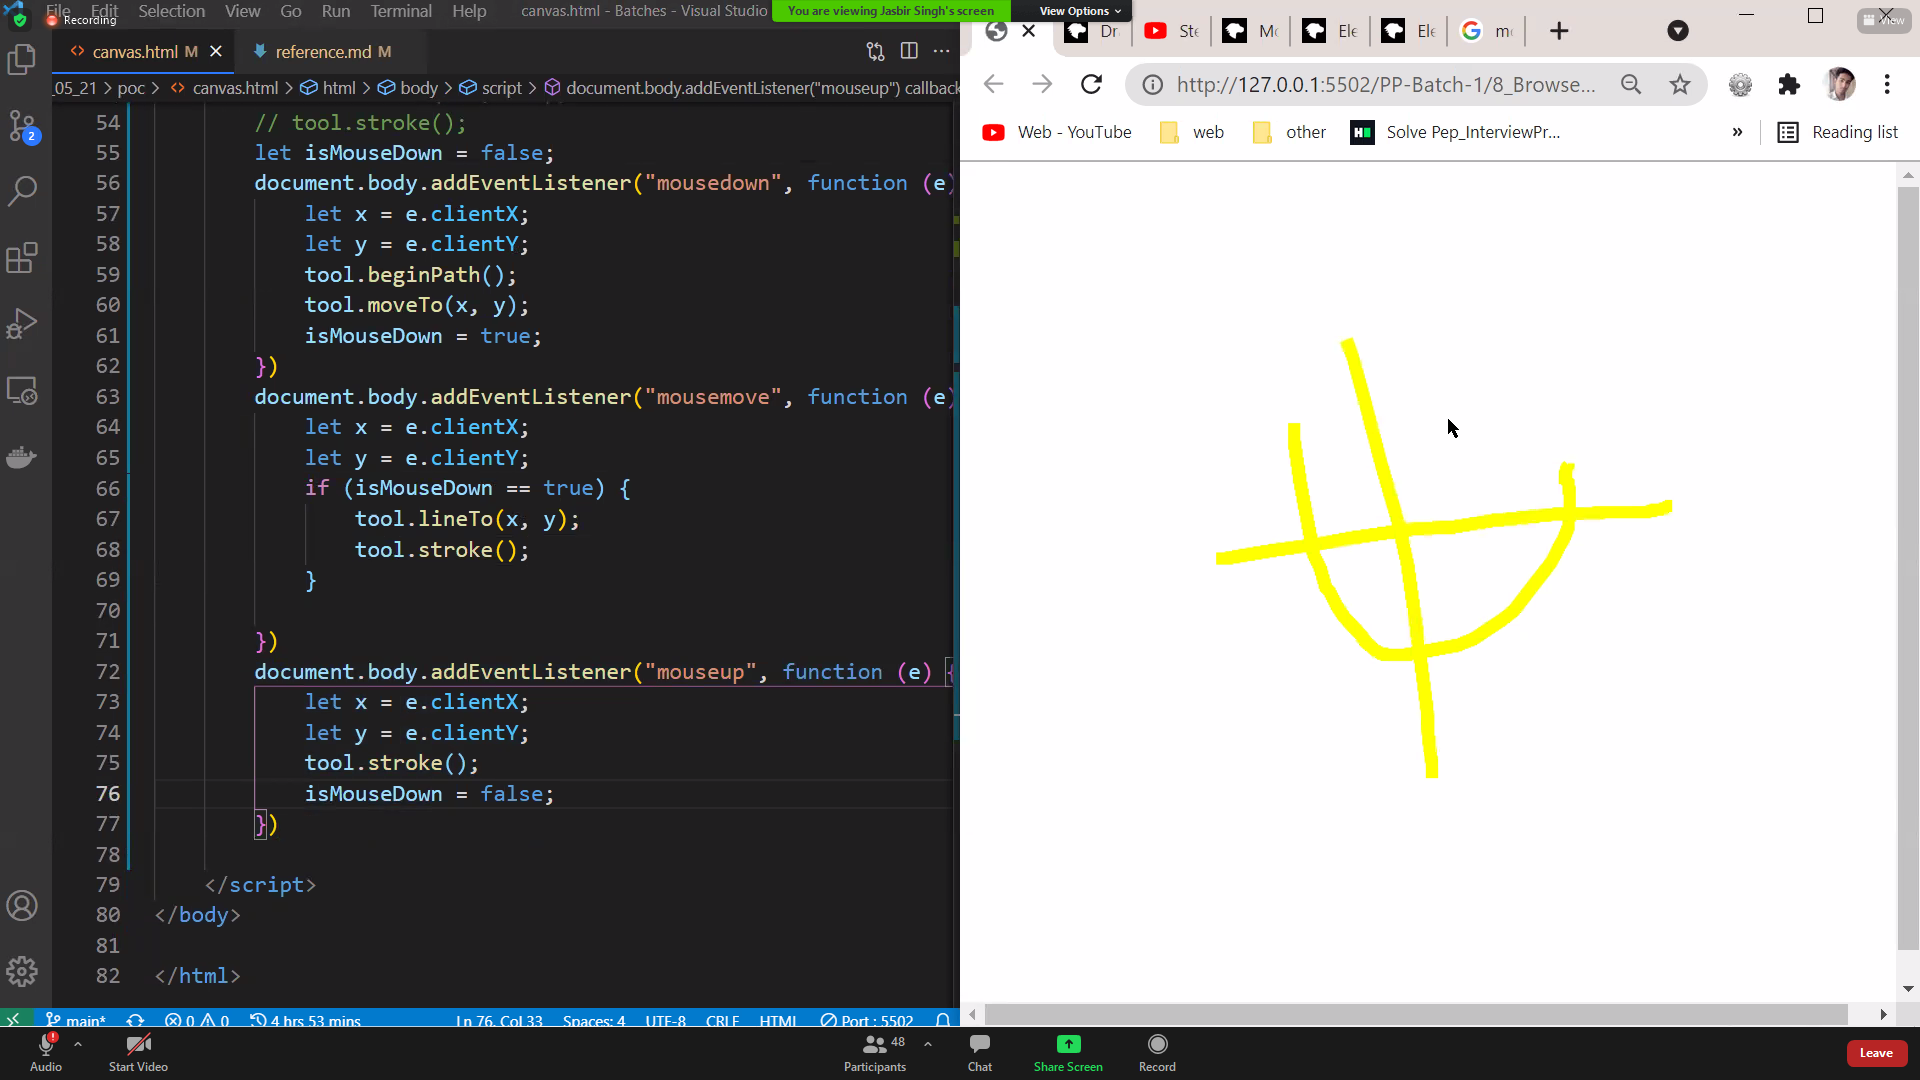 File Edit Selection View Go Run Terminal Help canvas.html - Batches - Visual Studio
Recording
You are viewing Jasbir Singh's screen View Options
View
canvas.html M
reference.md M
_05_21 > poc > canvas.html > html > body > script > document.body.addEventListener("mouseup") callback
54 // tool.stroke();
55 let isMouseDown = false;
56 document.body.addEventListener("mousedown", function (e)
57 let x = e.clientX;
58 let y = e.clientY;
59 tool.beginPath();
60 tool.moveTo(x, y);
61 isMouseDown = true;
62 })
63 document.body.addEventListener("mousemove", function (e)
64 let x = e.clientX;
65 let y = e.clientY;
66 if (isMouseDown == true) {
67 tool.lineTo(x, y);
68 tool.stroke();
69 }
70
71 })
72 document.body.addEventListener("mouseup", function (e) {
73 let x = e.clientX;
74 let y = e.clientY;
75 tool.stroke();
76 isMouseDown = false;
77 })
78
79 </script>
80 </body>
81
82 </html>
2
main* 0 0 4 hrs 53 mins Ln 76, Col 33 Spaces: 4 UTF-8 CRLF HTML Port : 5502
Dr Ste Mo Ele Ele m
http://127.0.0.1:5502/PP-Batch-1/8_Browse...
Web - YouTube web other Solve Pep_InterviewPr... » Reading list
Audio Start Video Participants 48 Chat Share Screen Record Leave